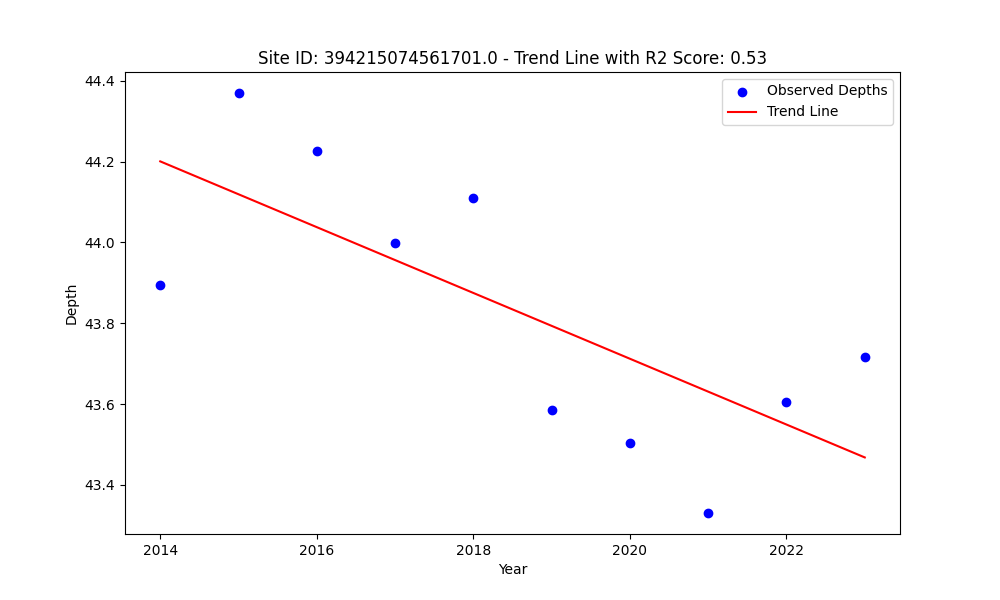 Site ID: 394215074561701.0 - Trend Line with R2 Score: 0.53
Observed Depths
Trend Line
44.4
44.2
44.0
43.8
43.6
43.4
Depth
2014
2016
2018
2020
2022
Year